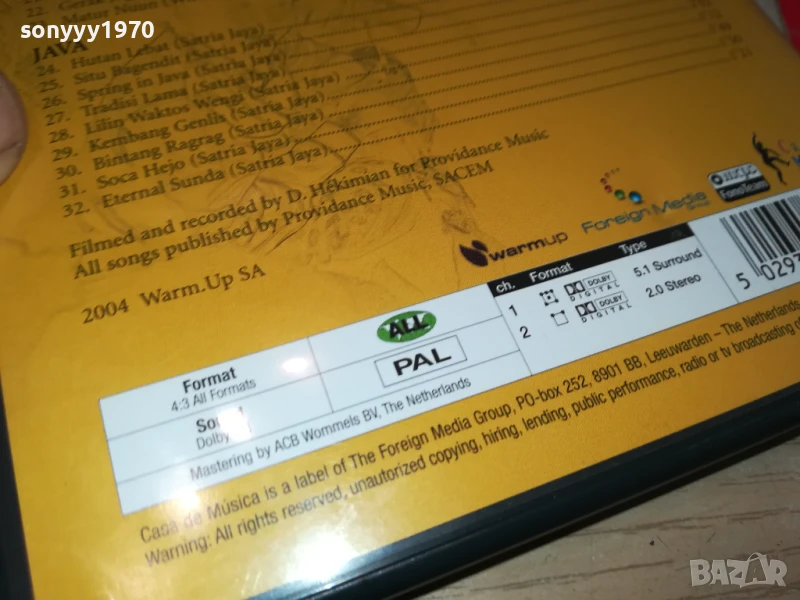 sonyyy1970
22.
Matur Nuun
JAVA
24. Hutan Lebat (Satria Jaya)
25. Situ Bagendit (Satria Jaya)
26. Spring in Java (Satria Jaya)
27. Tradisi Lama (Satria Jaya)
28. Lilin Waktos Wengi (Satria Jaya)
29. Kembang Genlis (Satria Jaya)
30. Bintang Ragrag (Satria Jaya)
31. Soca Hejo (Satria Jaya)
32. Eternal Sunda (Satria Jaya)
Filmed and recorded by D. Hekimian for Providance Music
All songs published by Providance Music, SACEM
2004 Warm.Up SA
warmup
Foreign Media
FonoTeam
ch. Format Type
1 DOLBY DIGITAL 5.1 Surround
2 DOLBY DIGITAL 2.0 Stereo
ALL
PAL
Format
4:3 All Formats
Dolby
Mastering by ACB Wommels BV, The Netherlands
5 0293
Casa de Música is a label of The Foreign Media Group, PO-box 252, 8901 BB, Leeuwarden – The Netherlands
Warning: All rights reserved, unautorized copying, hiring, lending, public performance, radio or tv broadcasting of
BAZAR